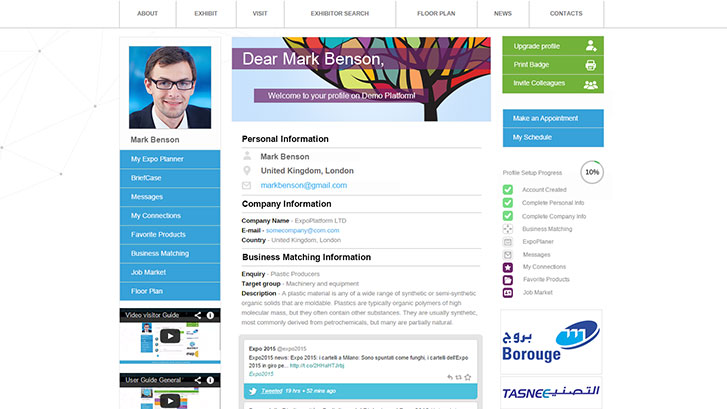 ABOUT EXHIBIT VISIT EXHIBITOR SEARCH FLOOR PLAN NEWS CONTACTS
Mark Benson
My Expo Planner
BriefCase
Messages
My Connections
Favorite Products
Business Matching
Job Market
Floor Plan
Video visitor Guide
User Guide General
Dear Mark Benson,
Welcome to your profile on Demo Platform!
Personal Information
Mark Benson
United Kingdom, London
markbenson@gmail.com
Company Information
Company Name - ExpoPlatform LTD
E-mail - somecompany@com.com
Country - United Kingdom, London
Business Matching Information
Enquiry - Plastic Producers
Target group - Machinery and equipment
Description - A plastic material is any of a wide range of synthetic or semi-synthetic
organic solids that are moldable. Plastics are typically organic polymers of high
molecular mass, but they often contain other substances. They are usually synthetic,
most commonly derived from petrochemicals, but many are partially natural.
Expo 2015 @expo2015
Expo2015 news: Expo 2015: i cartelli a Milano: Sono spuntati come funghi, i cartelli dell'Expo
2015 in giro pe...
Expo2015
Tweeted 19 hrs + 52 mins ago
Upgrade profile
Print Badge
Invite Colleagues
Make an Appointment
My Schedule
Profile Setup Progress 10%
Account Created
Complete Personal Info
Complete Company Info
Business Matching
ExpoPlaner
Messages
My Connections
Favorite Products
Job Market
بروج
Borouge
TASNEE التصنيع